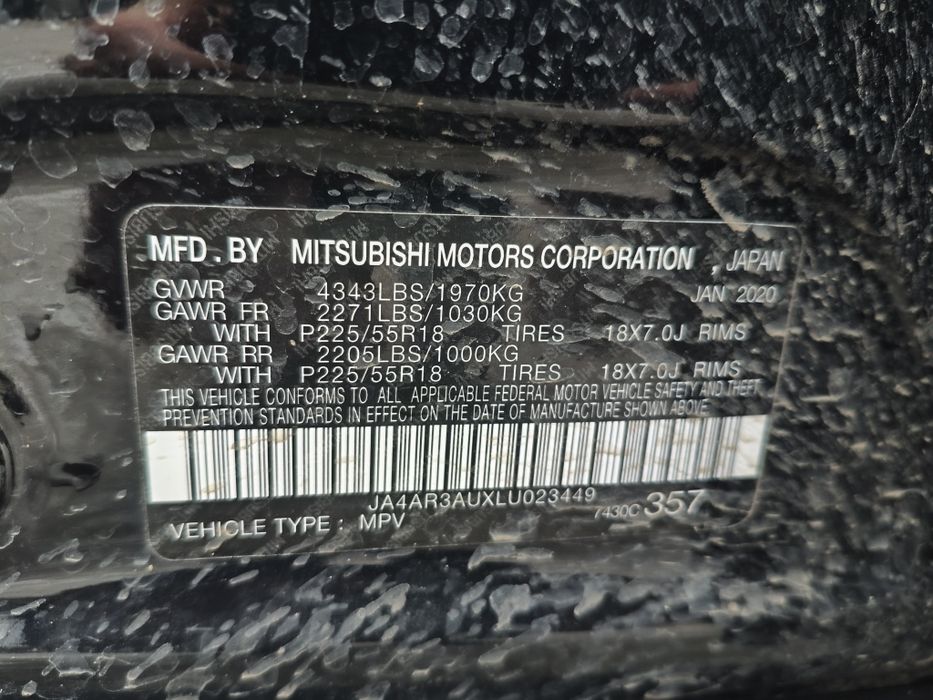 MFD. BY MITSUBISHI MOTORS CORPORATION, JAPAN
GVWR 4343LBS/1970KG JAN 2020
GAWR FR 2271LBS/1030KG
WITH P225/55R18 TIRES 18X7.0J RIMS
GAWR RR 2205LBS/1000KG
WITH P225/55R18 TIRES 18X7.0J RIMS
THIS VEHICLE CONFORMS TO ALL APPLICABLE FEDERAL MOTOR VEHICLE SAFETY AND THEFT
PREVENTION STANDARDS IN EFFECT ON THE DATE OF MANUFACTURE SHOWN ABOVE.
JA4AR3AUXLU023449
VEHICLE TYPE: MPV 7430C 357